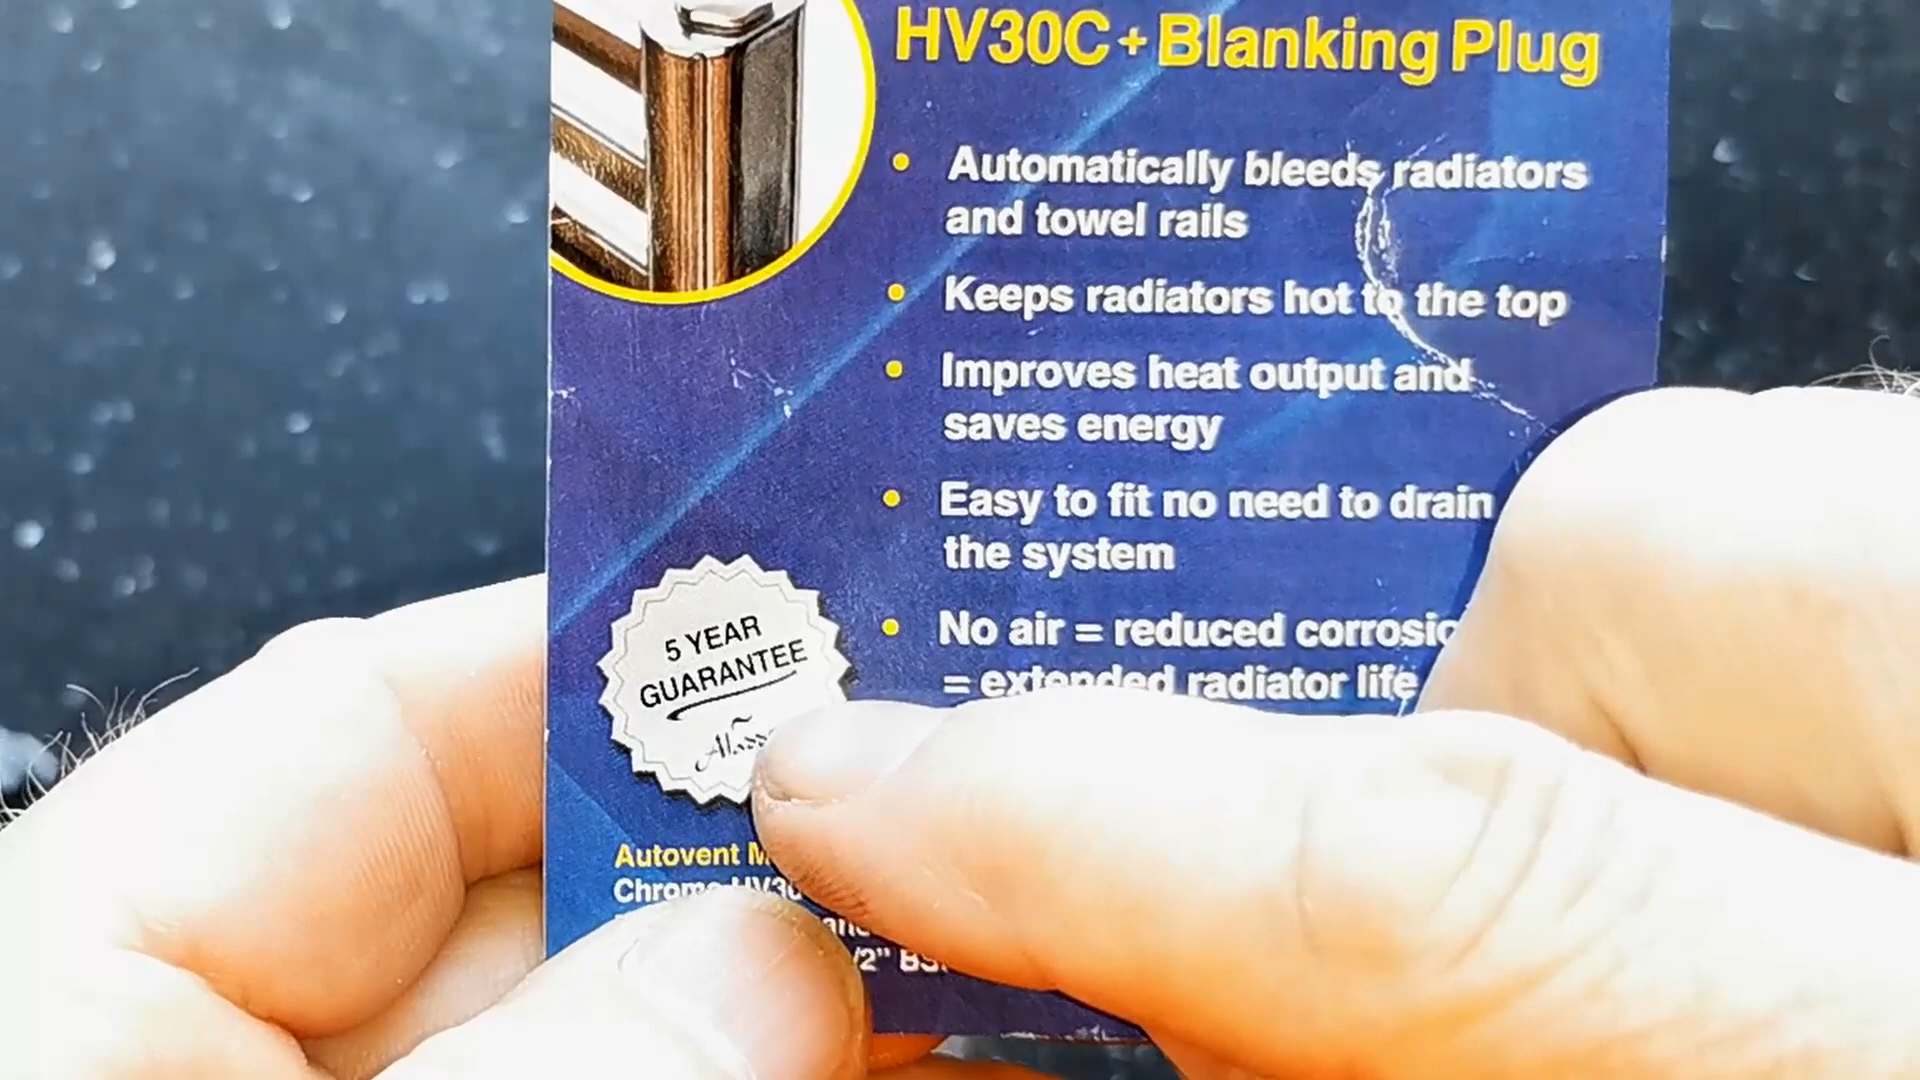 HV30C + Blanking Plug
• Automatically bleeds radiators
and towel rails
• Keeps radiators hot to the top
• Improves heat output and
saves energy
• Easy to fit no need to drain
the system
• No air = reduced
= extended radiator life
5 YEAR
GUARANTEE
Autovent
Chrome